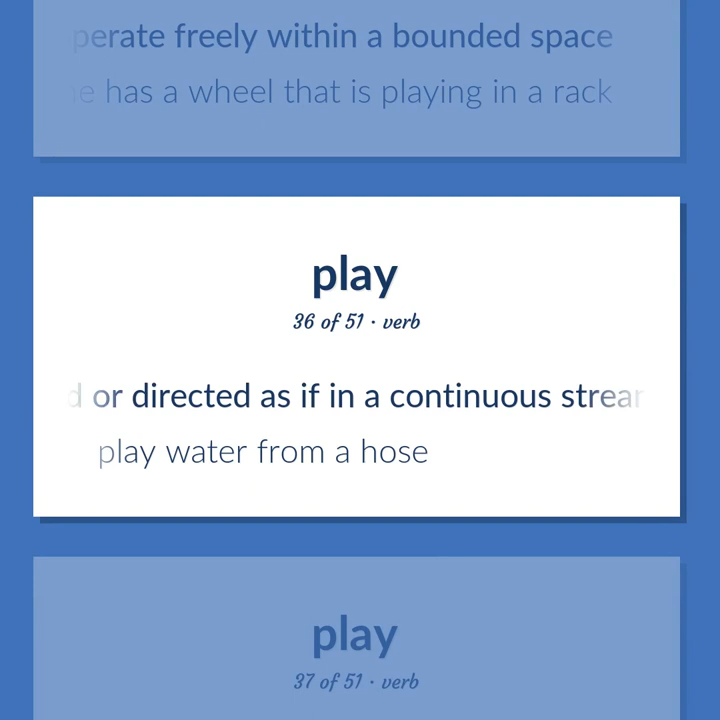 perate freely within a bounded space
e has a wheel that is playing in a rack
play
36 of 51 · verb
d or directed as if in a continuous strea
play water from a hose
play
37 of 51 · verb